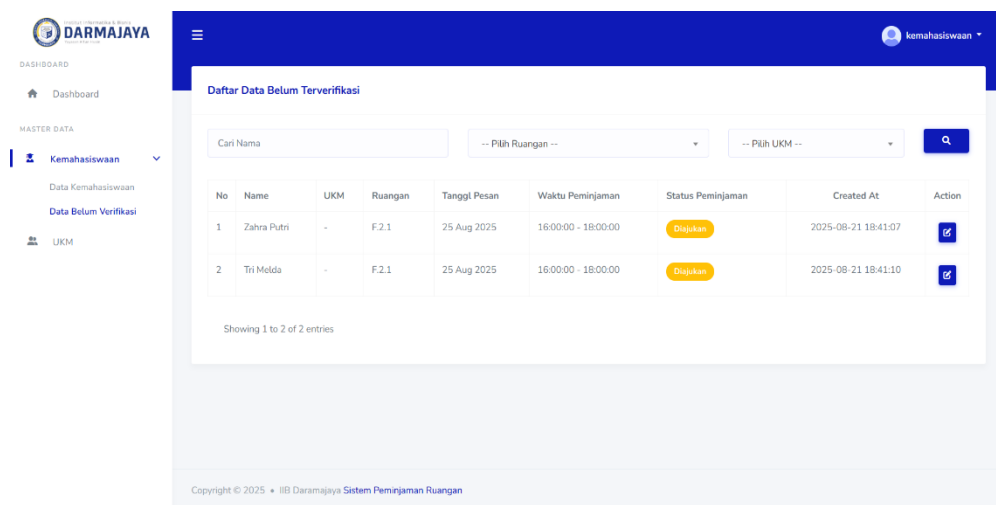 Institut Informatika & Bisnis
DARMAJAYA
kemahasiswaan
DASHBOARD
Dashboard
MASTER DATA
Kemahasiswaan
Data Kemahasiswaan
Data Belum Verifikasi
UKM
Daftar Data Belum Terverifikasi
Cari Nama
-- Pilih Ruangan --
-- Pilih UKM --
No Name UKM Ruangan Tanggl Pesan Waktu Peminjaman Status Peminjaman Created At Action
1 Zahra Putri - F.2.1 25 Aug 2025 16:00:00 - 18:00:00 Diajukan 2025-08-21 18:41:07
2 Tri Melda - F.2.1 25 Aug 2025 16:00:00 - 18:00:00 Diajukan 2025-08-21 18:41:10
Showing 1 to 2 of 2 entries
Copyright © 2025 • IIB Daramajaya Sistem Peminjaman Ruangan